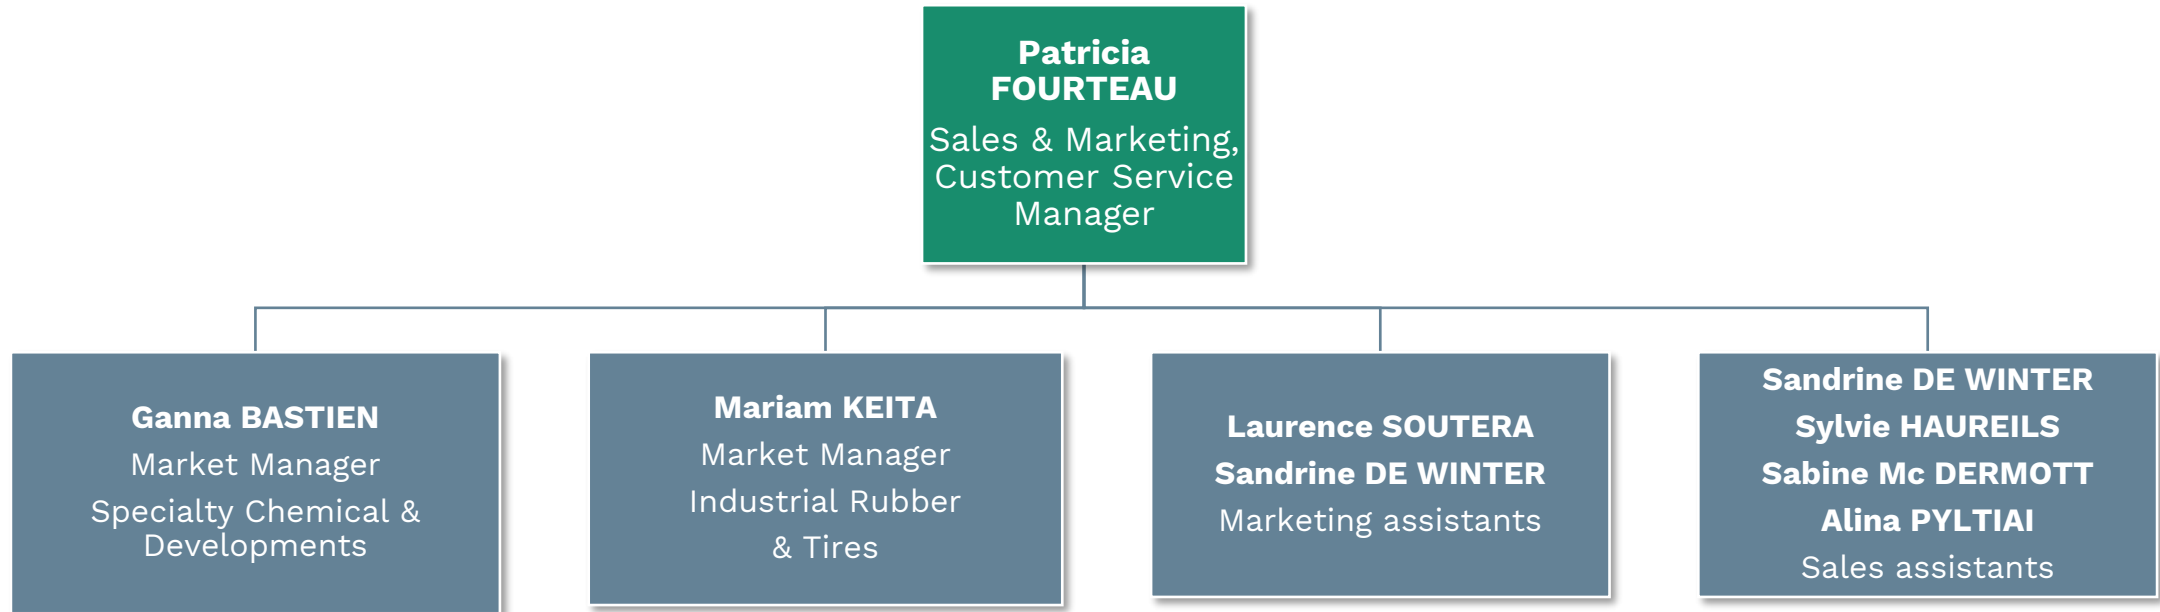 Patricia
FOURTEAU
Sales & Marketing,
Customer Service
Manager
Ganna BASTIEN
Market Manager
Specialty Chemical &
Developments
Mariam KEITA
Market Manager
Industrial Rubber
& Tires
Laurence SOUTERA
Sandrine DE WINTER
Marketing assistants
Sandrine DE WINTER
Sylvie HAUREILS
Sabine Mc DERMOTT
Alina PYLTIAI
Sales assistants